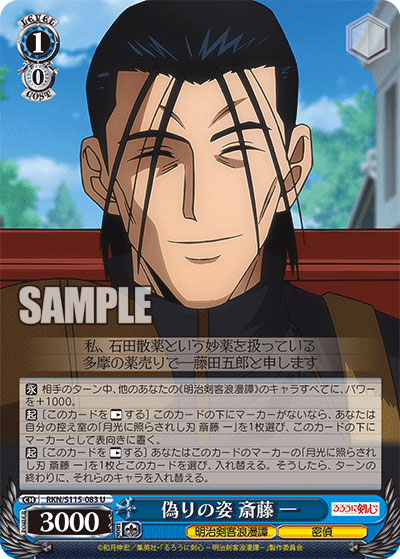 LEVEL
1
0
COST
SAMPLE
私、石田散薬という妙薬を扱っている
多摩の薬売りで─藤田五郎と申します
永 相手のターン中、他のあなたの《明治剣客浪漫譚》のキャラすべてに、パワー
を+1000。
起 [このカードを する] このカードの下にマーカーがないなら、あなたは
自分の控え室の「月光に照らされし刃 斎藤 一」を1枚選び、このカードの下に
マーカーとして表向きに置く。
起 [このカードを する] あなたはこのカードのマーカーの「月光に照らされ
し刃 斎藤 一」1枚とこのカードを選び、入れ替える。そうしたら、ターンの
終わりに、それらのキャラを入れ替える。
RKN/S115-083 U
POWER
3000
偽りの姿 斎藤 一
るろうに剣心
明治剣客浪漫譚
密偵
©和月伸宏／集英社・「るろうに剣心 －明治剣客浪漫譚－」製作委員会